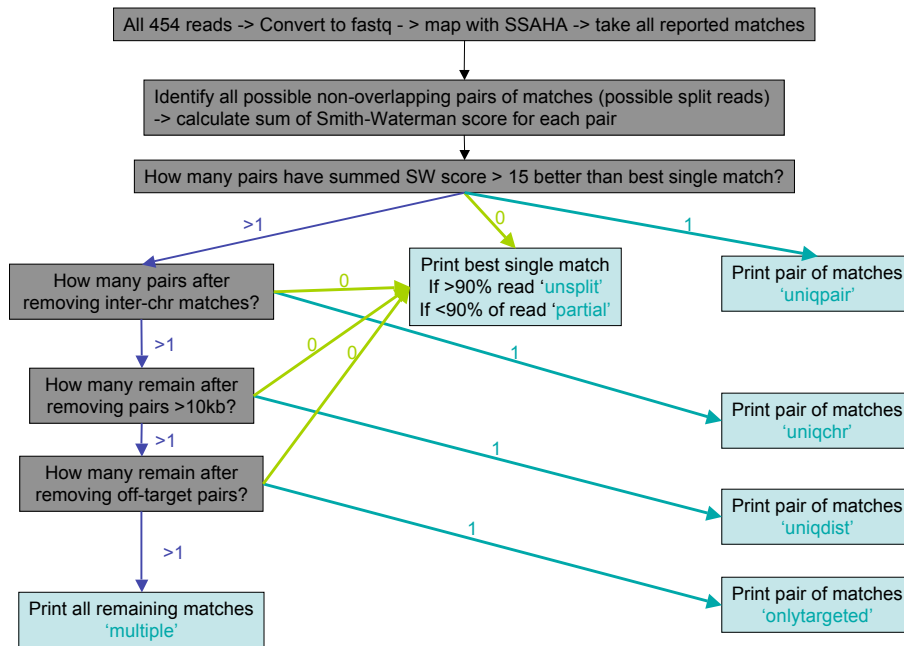 All 454 reads -> Convert to fastq - > map with SSAHA -> take all reported matches
Identify all possible non-overlapping pairs of matches (possible split reads)
-> calculate sum of Smith-Waterman score for each pair
How many pairs have summed SW score > 15 better than best single match?
>1
0
1
How many pairs after
removing inter-chr matches?
0
Print best single match
If >90% read ‘unsplit’
If <90% of read ‘partial’
Print pair of matches
‘uniqpair’
>1
0
0
1
How many remain after
removing pairs >10kb?
Print pair of matches
‘uniqchr’
>1
1
How many remain after
removing off-target pairs?
Print pair of matches
‘uniqdist’
>1
1
Print all remaining matches
‘multiple’
Print pair of matches
‘onlytargeted’